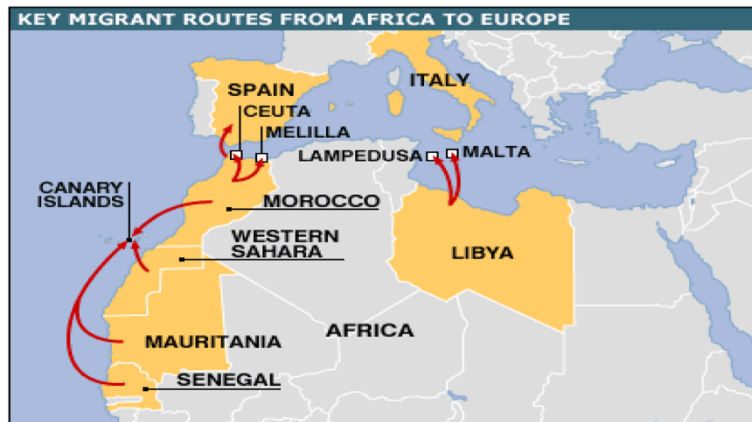 KEY MIGRANT ROUTES FROM AFRICA TO EUROPE
SPAIN
ITALY
CEUTA
MELILLA
LAMPEDUSA
MALTA
CANARY
ISLANDS
MOROCCO
WESTERN
SAHARA
LIBYA
AFRICA
MAURITANIA
SENEGAL